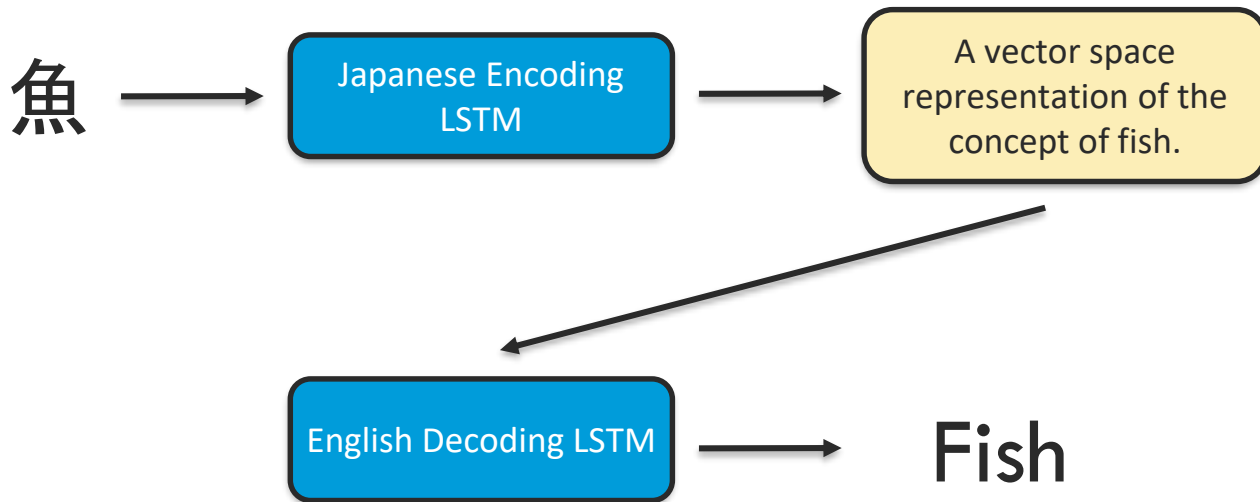 魚
Japanese Encoding
LSTM
A vector space
representation of the
concept of fish.
English Decoding LSTM
Fish